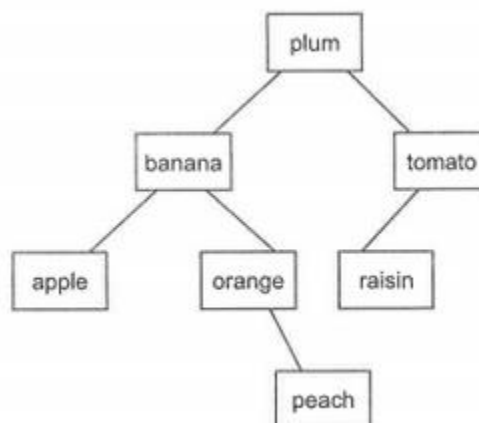 plum
banana
tomato
apple
orange
raisin
peach